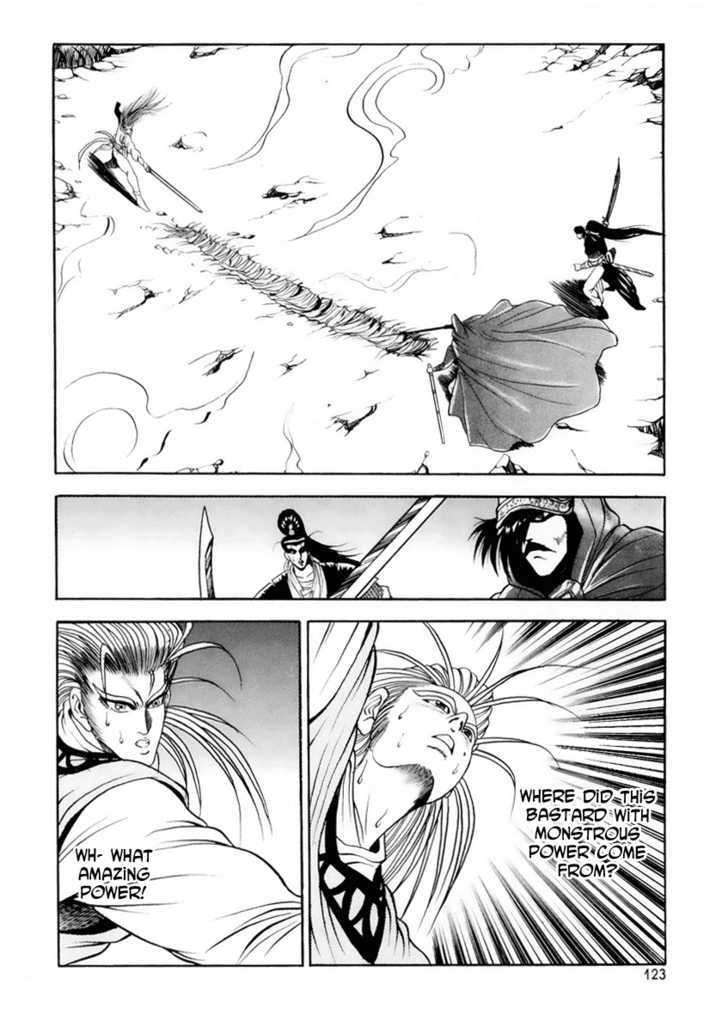 WH- WHAT
AMAZING
POWER!
WHERE DID THIS
BASTARD WITH
MONSTROUS
POWER COME
FROM?
123